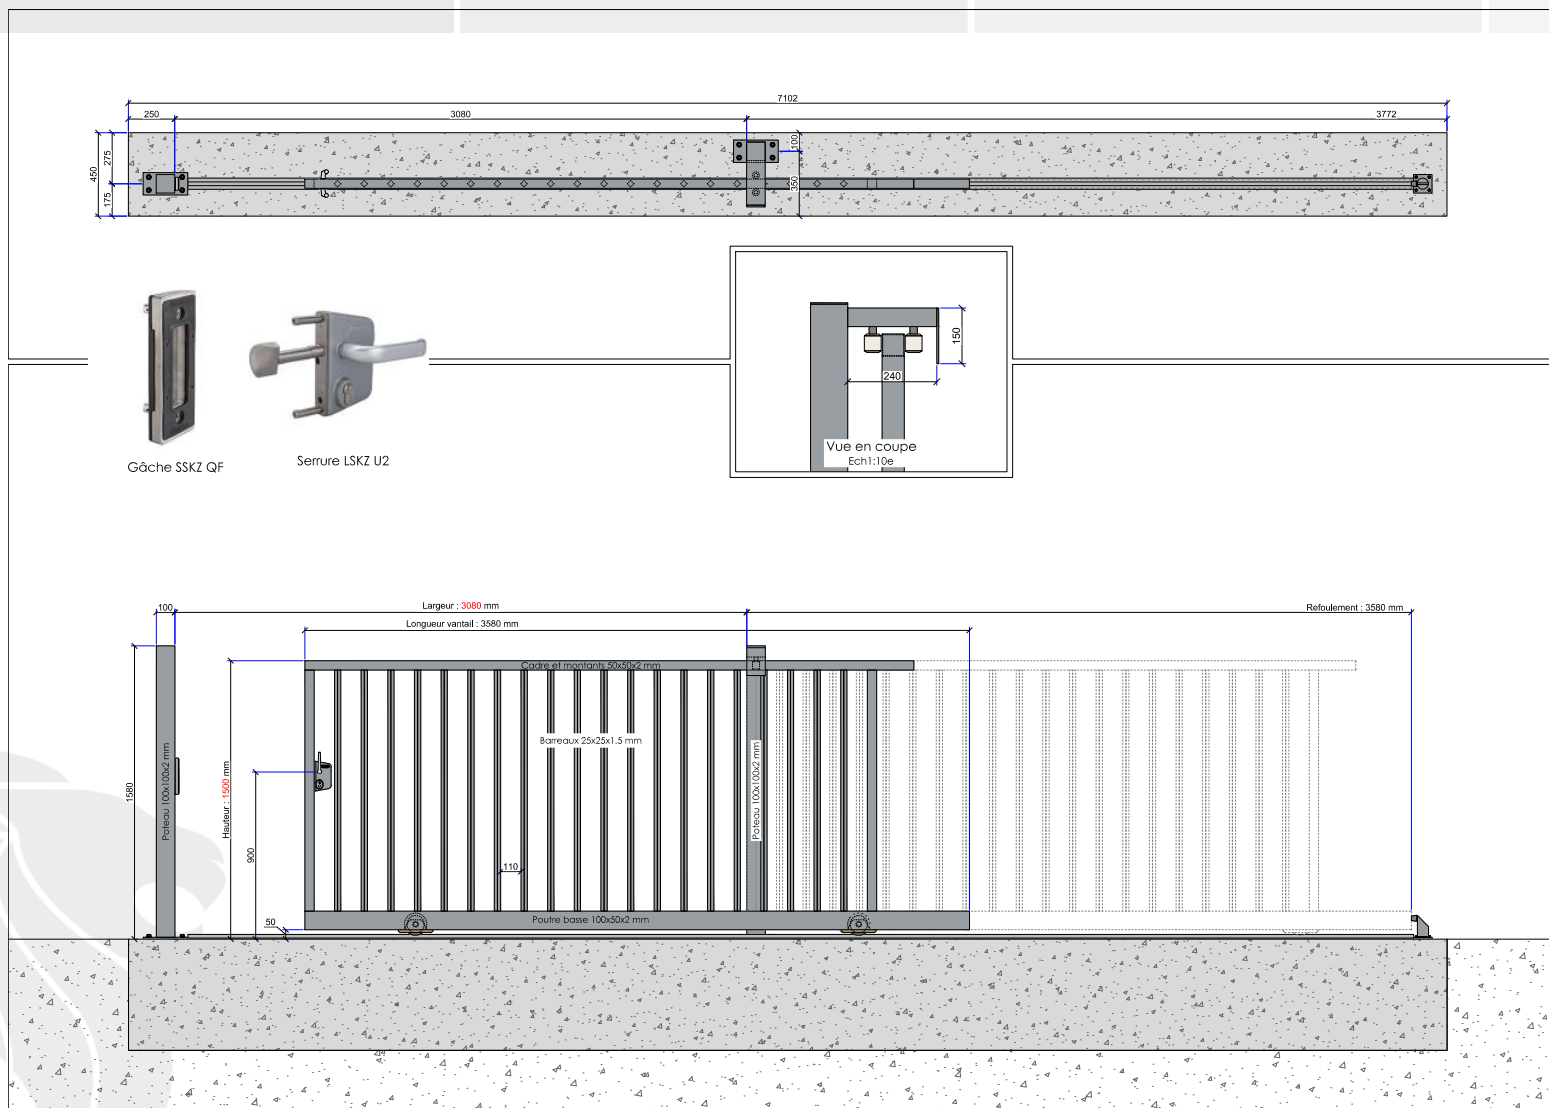 7102
250
3080
3772
450
275
175
100
350
150
240
Vue en coupe
Ech1:10e
Gâche SSKZ QF
Serrure LSKZ U2
100
Largeur : 3080 mm
Refoulement : 3580 mm
Longueur vantail : 3580 mm
Cadre et montants 50x50x2 mm
Barreaux 25x25x1.5 mm
Poteau 100x100x2 mm
Poteau 100x100x2 mm
1580
Hauteur : 1500 mm
900
110
50
Poutre basse 100x50x2 mm